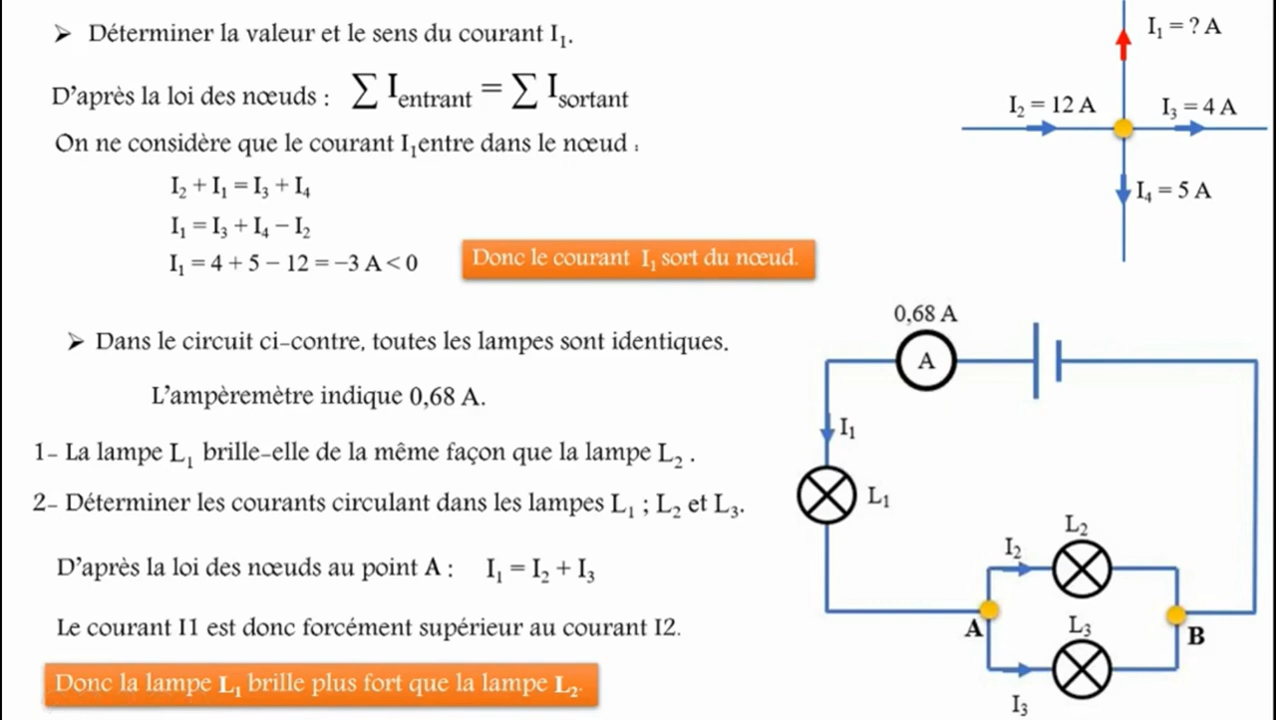 ➢ Déterminer la valeur et le sens du courant I₁.
D'après la loi des nœuds : ∑ I_entrant = ∑ I_sortant
On ne considère que le courant I₁entre dans le nœud :
I₂ + I₁ = I₃ + I₄
I₁ = I₃ + I₄ − I₂
I₁ = 4 + 5 − 12 = −3 A < 0
Donc le courant I₁ sort du nœud.
I₁ = ? A
I₂ = 12 A
I₃ = 4 A
I₄ = 5 A
➢ Dans le circuit ci-contre, toutes les lampes sont identiques.
L'ampèremètre indique 0,68 A.
1- La lampe L₁ brille-elle de la même façon que la lampe L₂ .
2- Déterminer les courants circulant dans les lampes L₁ ; L₂ et L₃.
D'après la loi des nœuds au point A : I₁ = I₂ + I₃
Le courant I1 est donc forcément supérieur au courant I2.
Donc la lampe L₁ brille plus fort que la lampe L₂.
0,68 A
A
I₁
L₁
L₂
I₂
A
L₃
B
I₃